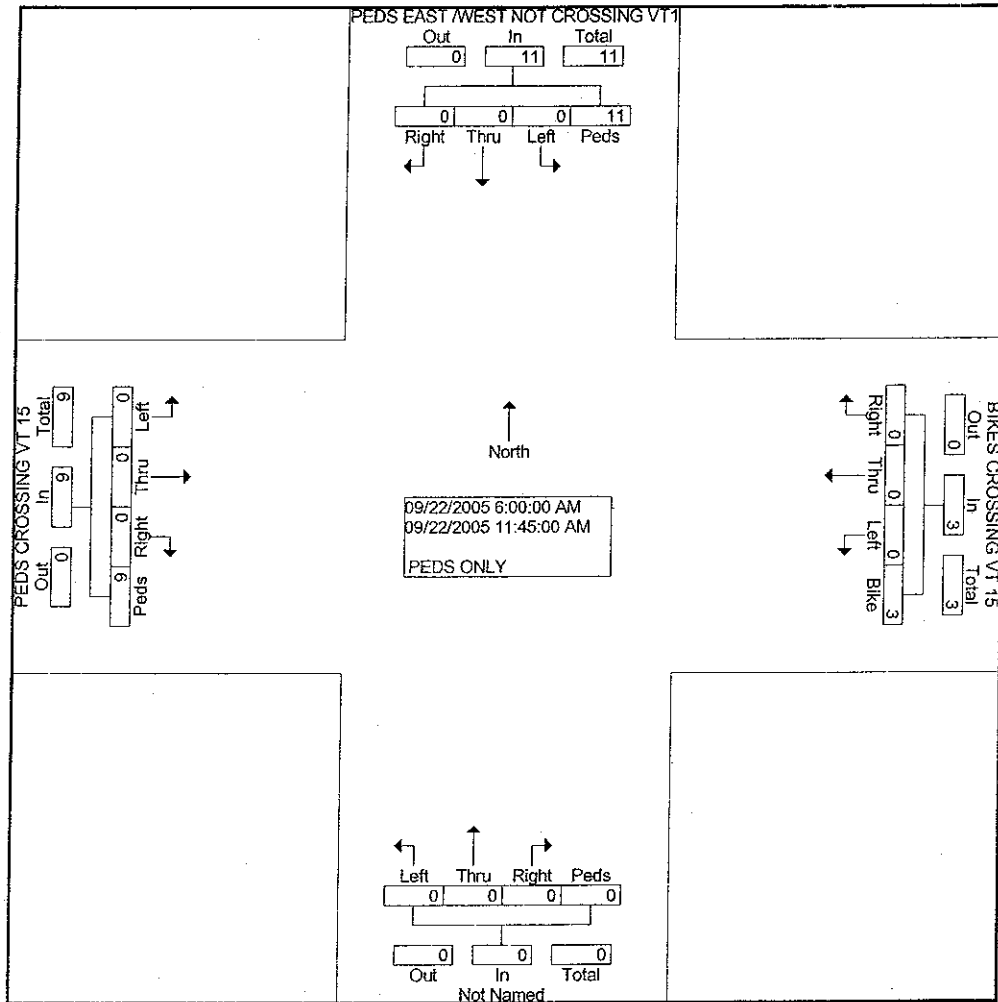 PEDS EAST /WEST NOT CROSSING VT1
Out In Total
0 11 11
0 0 0 11
Right Thru Left Peds
PEDS CROSSING VT 15
Total In Out
9 9 0
0 0 0 9
Left Thru Right Peds
North
09/22/2005 6:00:00 AM
09/22/2005 11:45:00 AM
PEDS ONLY
BIKES CROSSING VT 15
Out In Total
0 3 3
0 0 0 3
Right Thru Left Bike
Left Thru Right Peds
0 0 0 0
0 0 0
Out In Total
Not Named